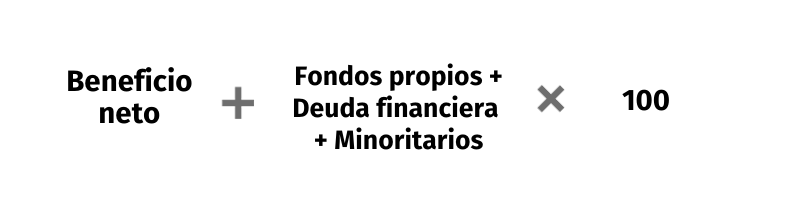 Beneficio
neto
+
Fondos propios +
Deuda financiera
+ Minoritarios
×
100